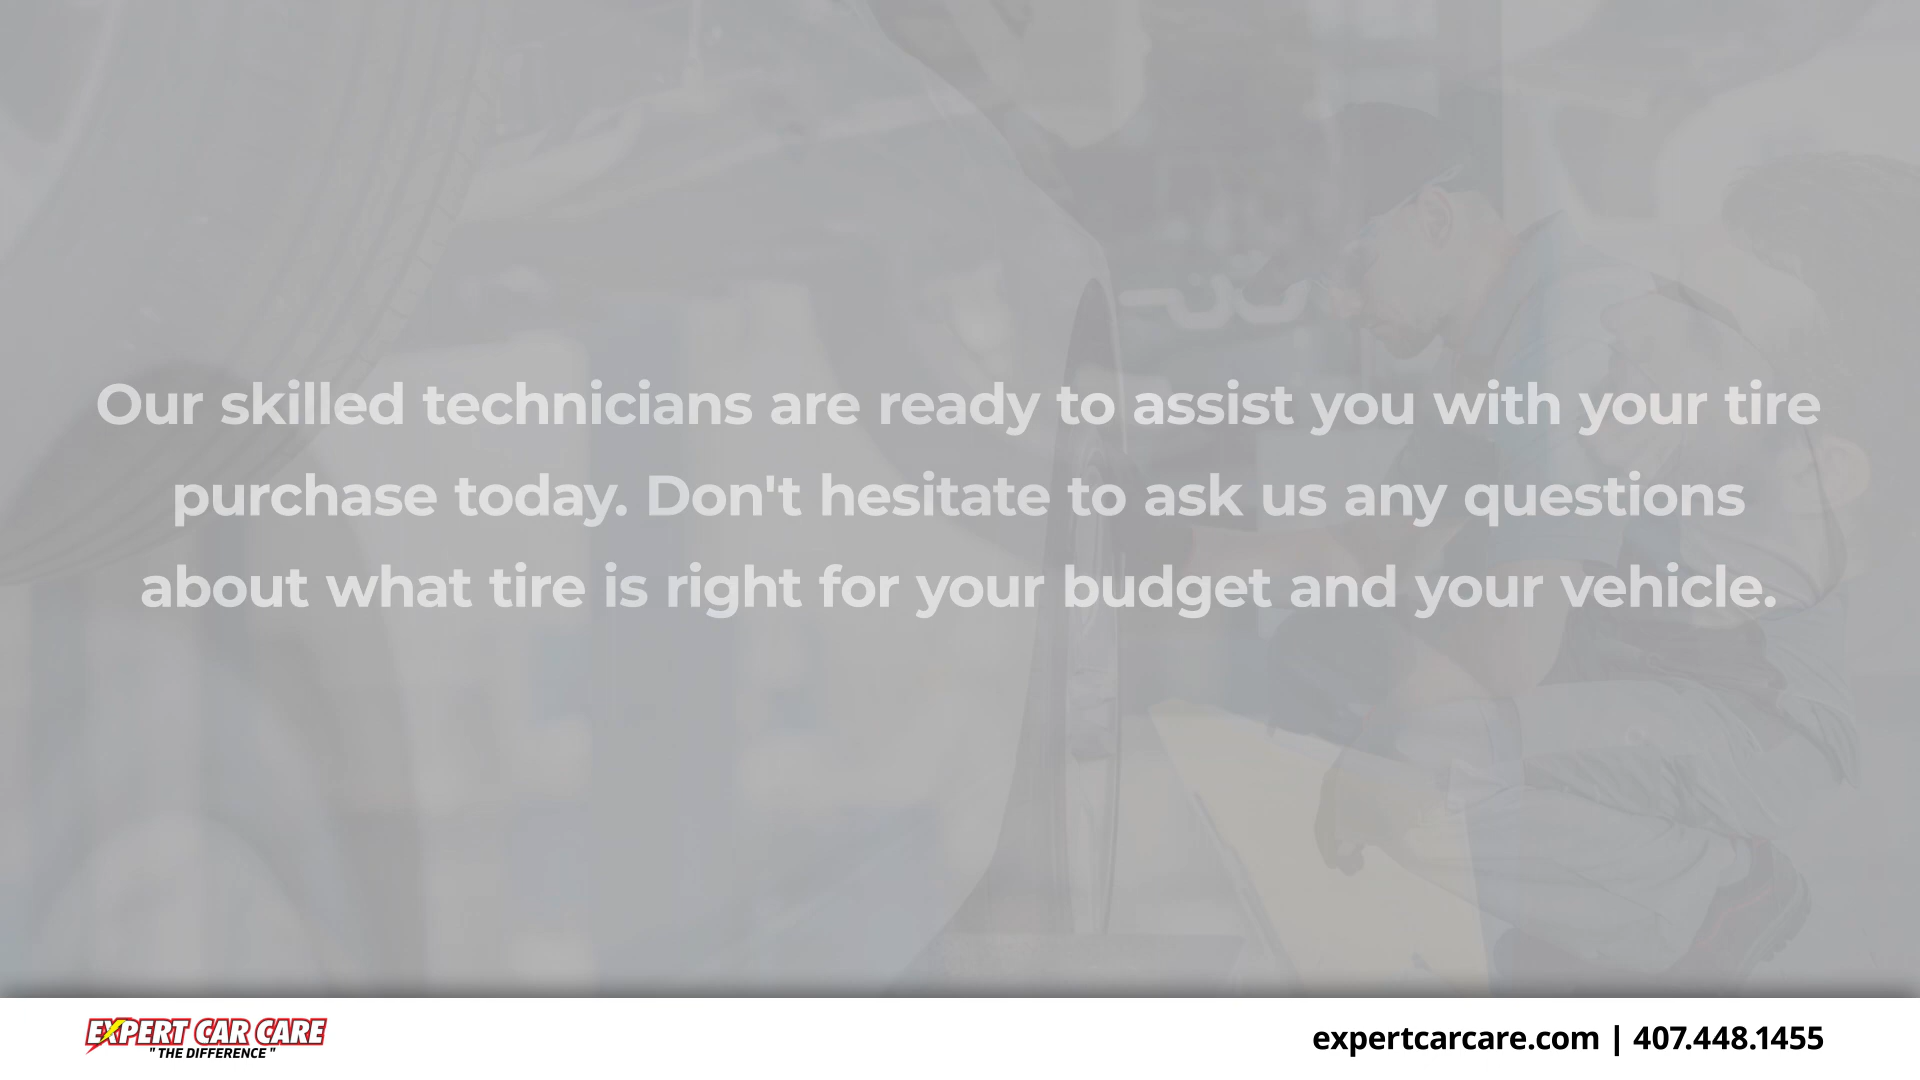 Our skilled technicians are ready to assist you with your tire
purchase today. Don't hesitate to ask us any questions
about what tire is right for your budget and your vehicle.
EXPERT CAR CARE
"THE DIFFERENCE"
expertcarcare.com | 407.448.1455